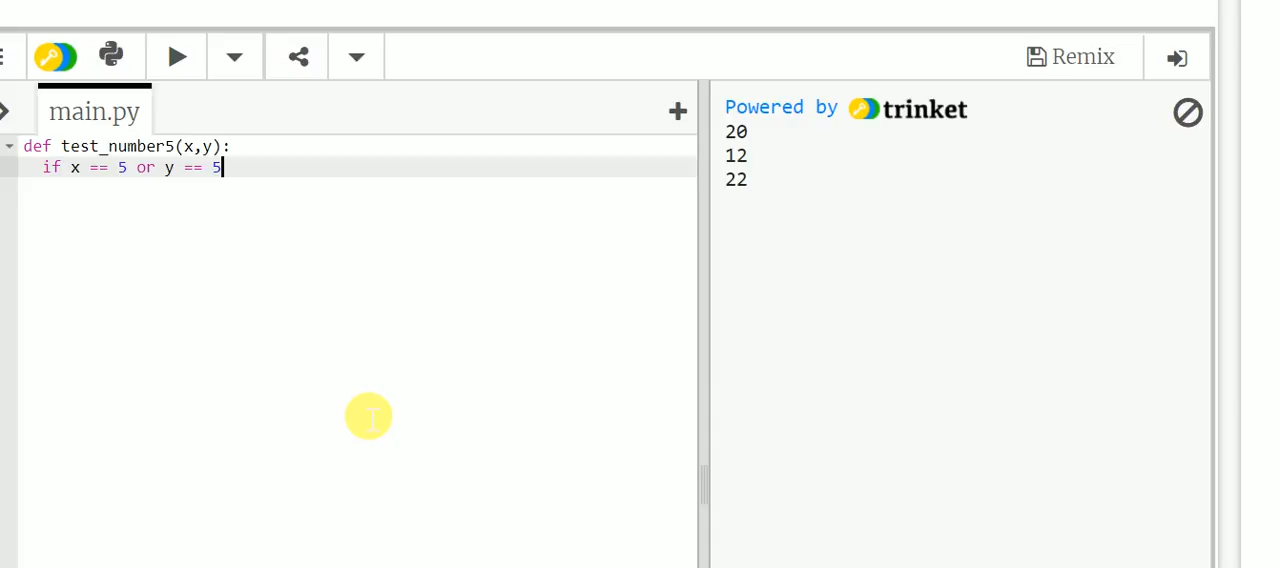 Remix
main.py
def test_number5(x,y):
if x == 5 or y == 5
Powered by trinket
20
12
22